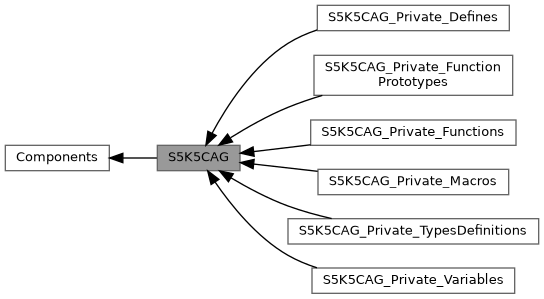 S5K5CAG_Private_Defines
S5K5CAG_Private_Function
Prototypes
S5K5CAG_Private_Functions
Components
S5K5CAG
S5K5CAG_Private_Macros
S5K5CAG_Private_TypesDefinitions
S5K5CAG_Private_Variables